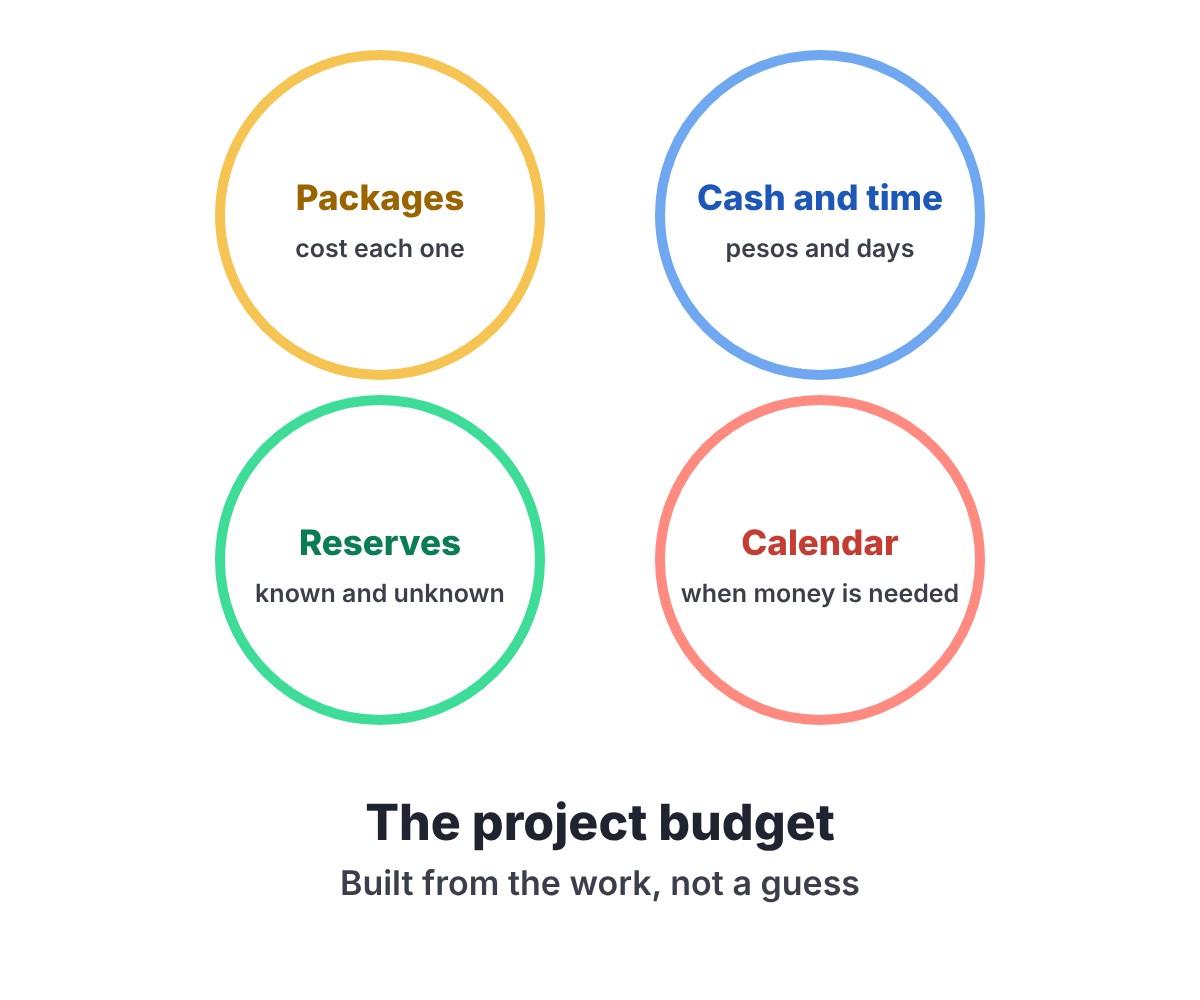 Packages
cost each one
Cash and time
pesos and days
Reserves
known and unknown
Calendar
when money is needed
The project budget
Built from the work, not a guess